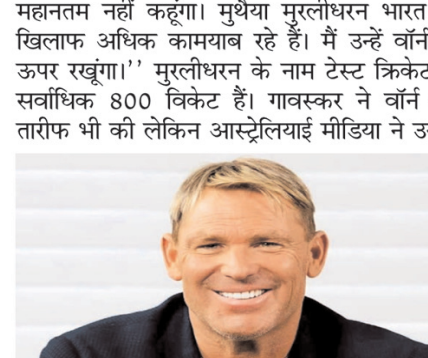 महानतम नहीं कहूंगा। मुथैया मुरलीधरन भारत
खिलाफ अधिक कामयाब रहे हैं। मैं उन्हें वॉर्न
ऊपर रखूंगा।’’ मुरलीधरन के नाम टेस्ट क्रिकेट
सर्वाधिक 800 विकेट हैं। गावस्कर ने वॉर्न
तारीफ भी की लेकिन आस्ट्रेलियाई मीडिया ने